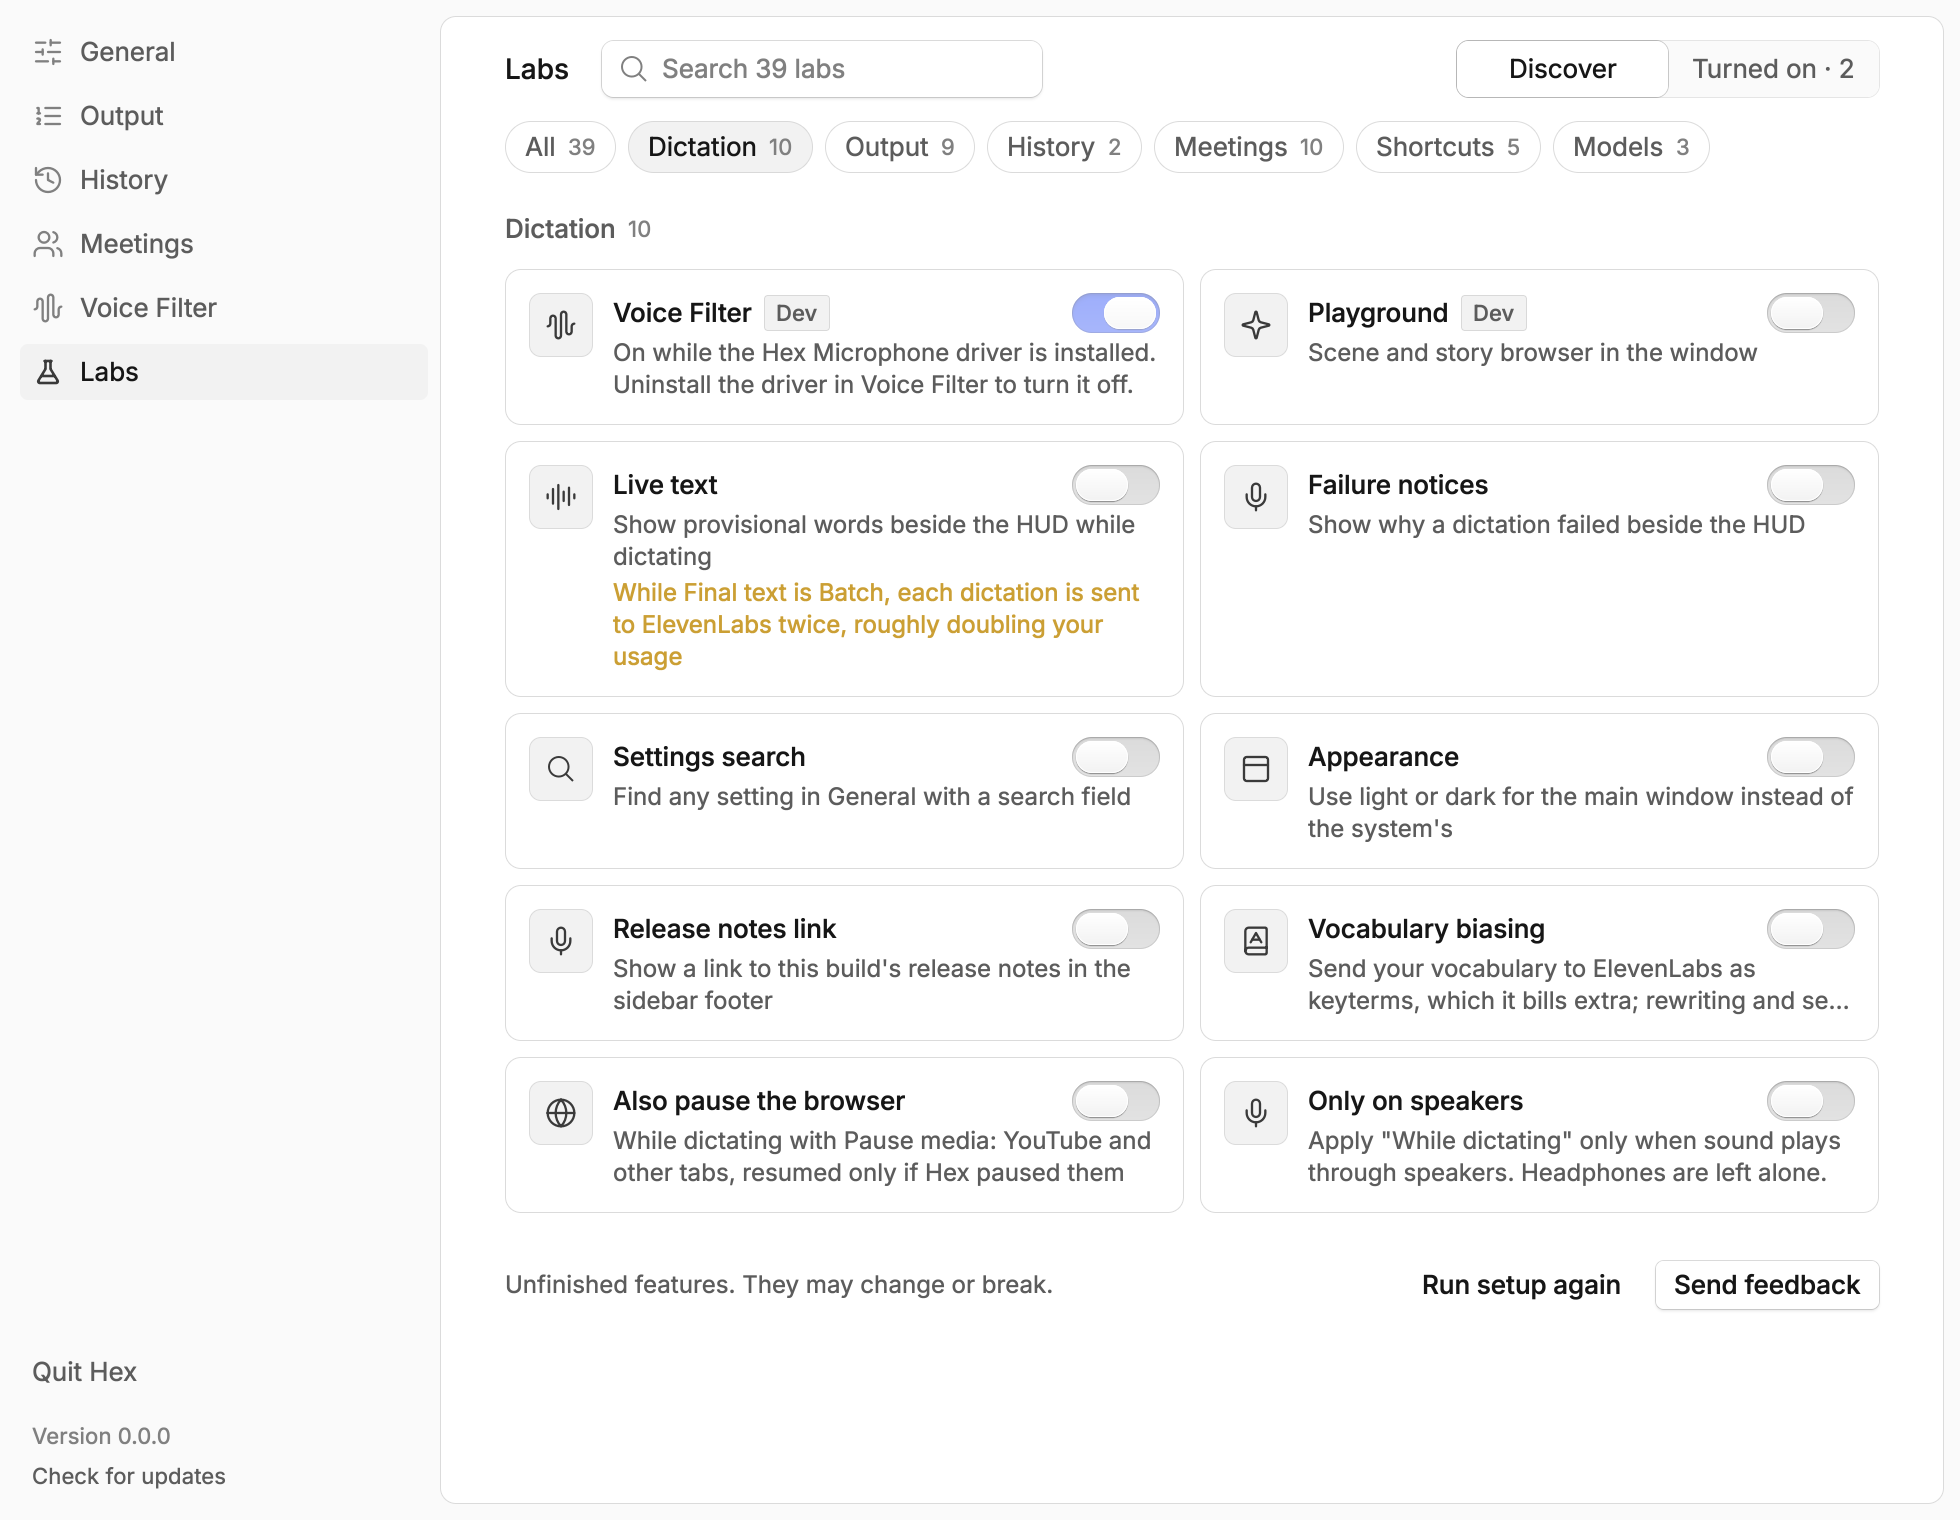 General
Output
History
Meetings
Voice Filter
Labs
Quit Hex
Version 0.0.0
Check for updates
Labs
Search 39 labs
Discover
Turned on · 2
All 39
Dictation 10
Output 9
History 2
Meetings 10
Shortcuts 5
Models 3
Dictation 10
Voice Filter Dev
On while the Hex Microphone driver is installed.
Uninstall the driver in Voice Filter to turn it off.
Playground Dev
Scene and story browser in the window
Live text
Show provisional words beside the HUD while
dictating
While Final text is Batch, each dictation is sent
to ElevenLabs twice, roughly doubling your
usage
Failure notices
Show why a dictation failed beside the HUD
Settings search
Find any setting in General with a search field
Appearance
Use light or dark for the main window instead of
the system's
Release notes link
Show a link to this build's release notes in the
sidebar footer
Vocabulary biasing
Send your vocabulary to ElevenLabs as
keyterms, which it bills extra; rewriting and se...
Also pause the browser
While dictating with Pause media: YouTube and
other tabs, resumed only if Hex paused them
Only on speakers
Apply "While dictating" only when sound plays
through speakers. Headphones are left alone.
Unfinished features. They may change or break.
Run setup again
Send feedback